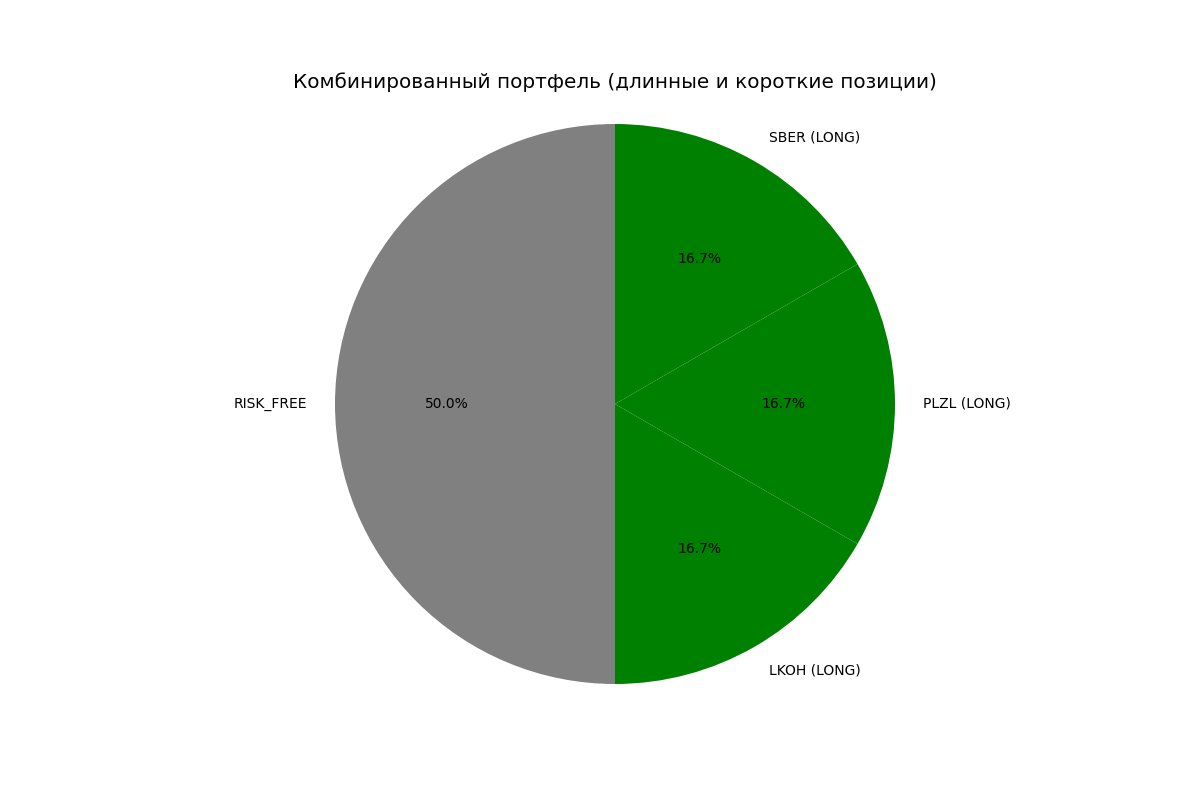 Комбинированный портфель (длинные и короткие позиции)
SBER (LONG)
16.7%
RISK_FREE
50.0%
16.7%
PLZL (LONG)
16.7%
LKOH (LONG)